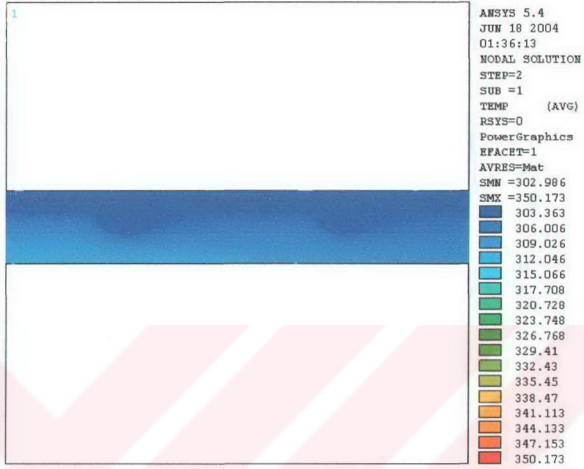 1
ANSYS 5.4
JUN 18 2004
01:36:13
NODAL SOLUTION
STEP=2
SUB =1
TEMP (AVG)
RSYS=0
PowerGraphics
EFACET=1
AVRES=Mat
SMN =302.986
SMX =350.173
303.363
306.006
309.026
312.046
315.066
317.708
320.728
323.748
326.768
329.41
332.43
335.45
338.47
341.113
344.133
347.153
350.173